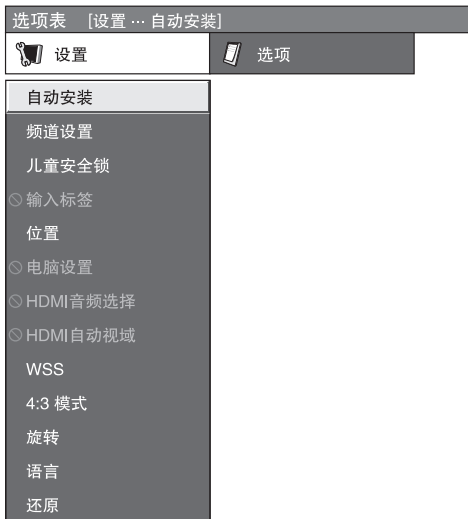 选项表 [设置 ··· 自动安装]
设置 选项
自动安装
频道设置
儿童安全锁
输入标签
位置
电脑设置
HDMI音频选择
HDMI自动视域
WSS
4:3 模式
旋转
语言
还原